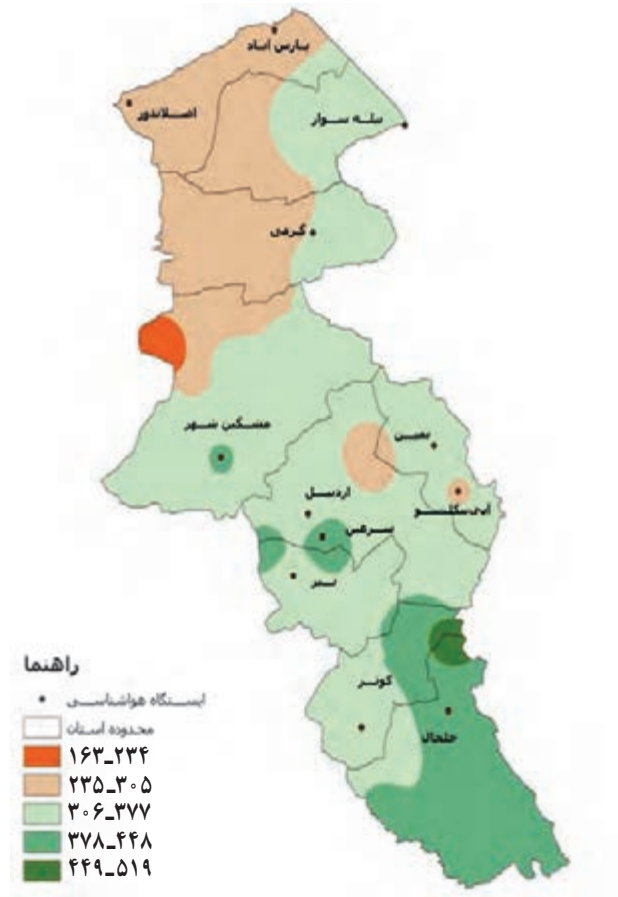 پارس آباد
اصلاندوز
بیله سوار
گرمی
مشکین شهر
نمین
اردبیل
آبی بیگلو
سرعین
نیر
کوثر
خلخال
راهنما
ایستگاه هواشناسی
محدوده استان
۱۶۳_۲۳۴
۲۳۵_۳۰۵
۳۰۶_۳۷۷
۳۷۸_۴۴۸
۴۴۹_۵۱۹